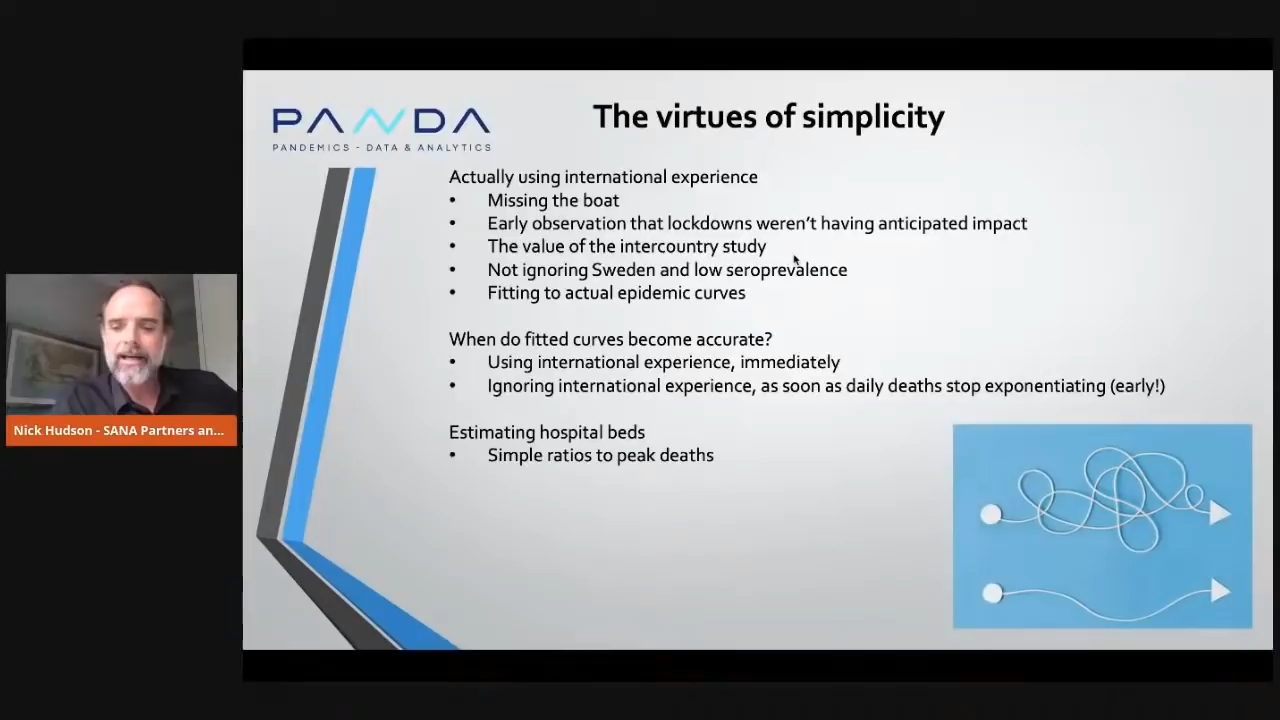 PANDA
PANDEMICS - DATA & ANALYTICS
The virtues of simplicity
Actually using international experience
• Missing the boat
• Early observation that lockdowns weren't having anticipated impact
• The value of the intercountry study
• Not ignoring Sweden and low seroprevalence
• Fitting to actual epidemic curves
When do fitted curves become accurate?
• Using international experience, immediately
• Ignoring international experience, as soon as daily deaths stop exponentiating (early!)
Estimating hospital beds
• Simple ratios to peak deaths
Nick Hudson - SANA Partners an...